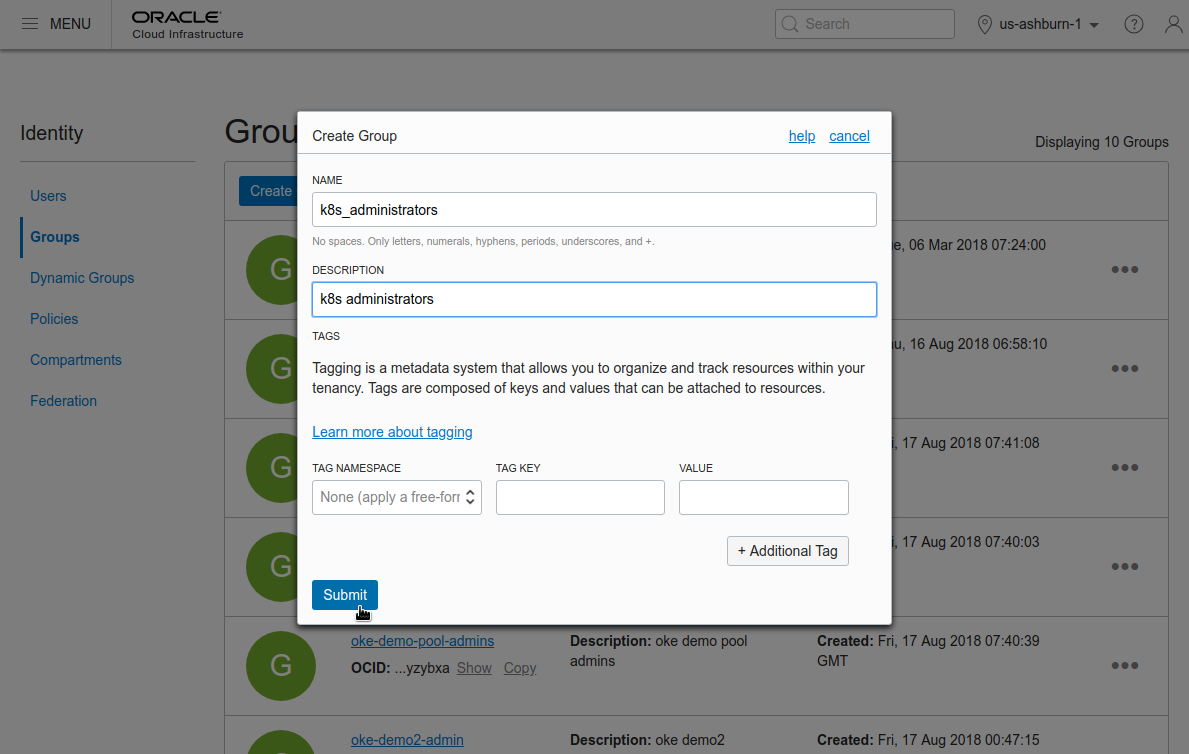 MENU
ORACLE
Cloud Infrastructure
Search
us-ashburn-1
?
Identity
Users
Groups
Dynamic Groups
Policies
Compartments
Federation
Displaying 10 Groups
Create
Create Group
help
cancel
NAME
k8s_administrators
No spaces. Only letters, numerals, hyphens, periods, underscores, and +.
DESCRIPTION
k8s administrators
TAGS
Tagging is a metadata system that allows you to organize and track resources within your
tenancy. Tags are composed of keys and values that can be attached to resources.
Learn more about tagging
TAG NAMESPACE
TAG KEY
VALUE
None (apply a free-for
+ Additional Tag
Submit
G
06 Mar 2018 07:24:00
G
16 Aug 2018 06:58:10
G
17 Aug 2018 07:41:08
G
17 Aug 2018 07:40:03
G
oke-demo-pool-admins
OCID: ...yzybxa Show Copy
Description: oke demo pool
admins
Created: Fri, 17 Aug 2018 07:40:39
GMT
G
oke-demo2-admin
Description: oke demo2
Created: Fri, 17 Aug 2018 00:47:15